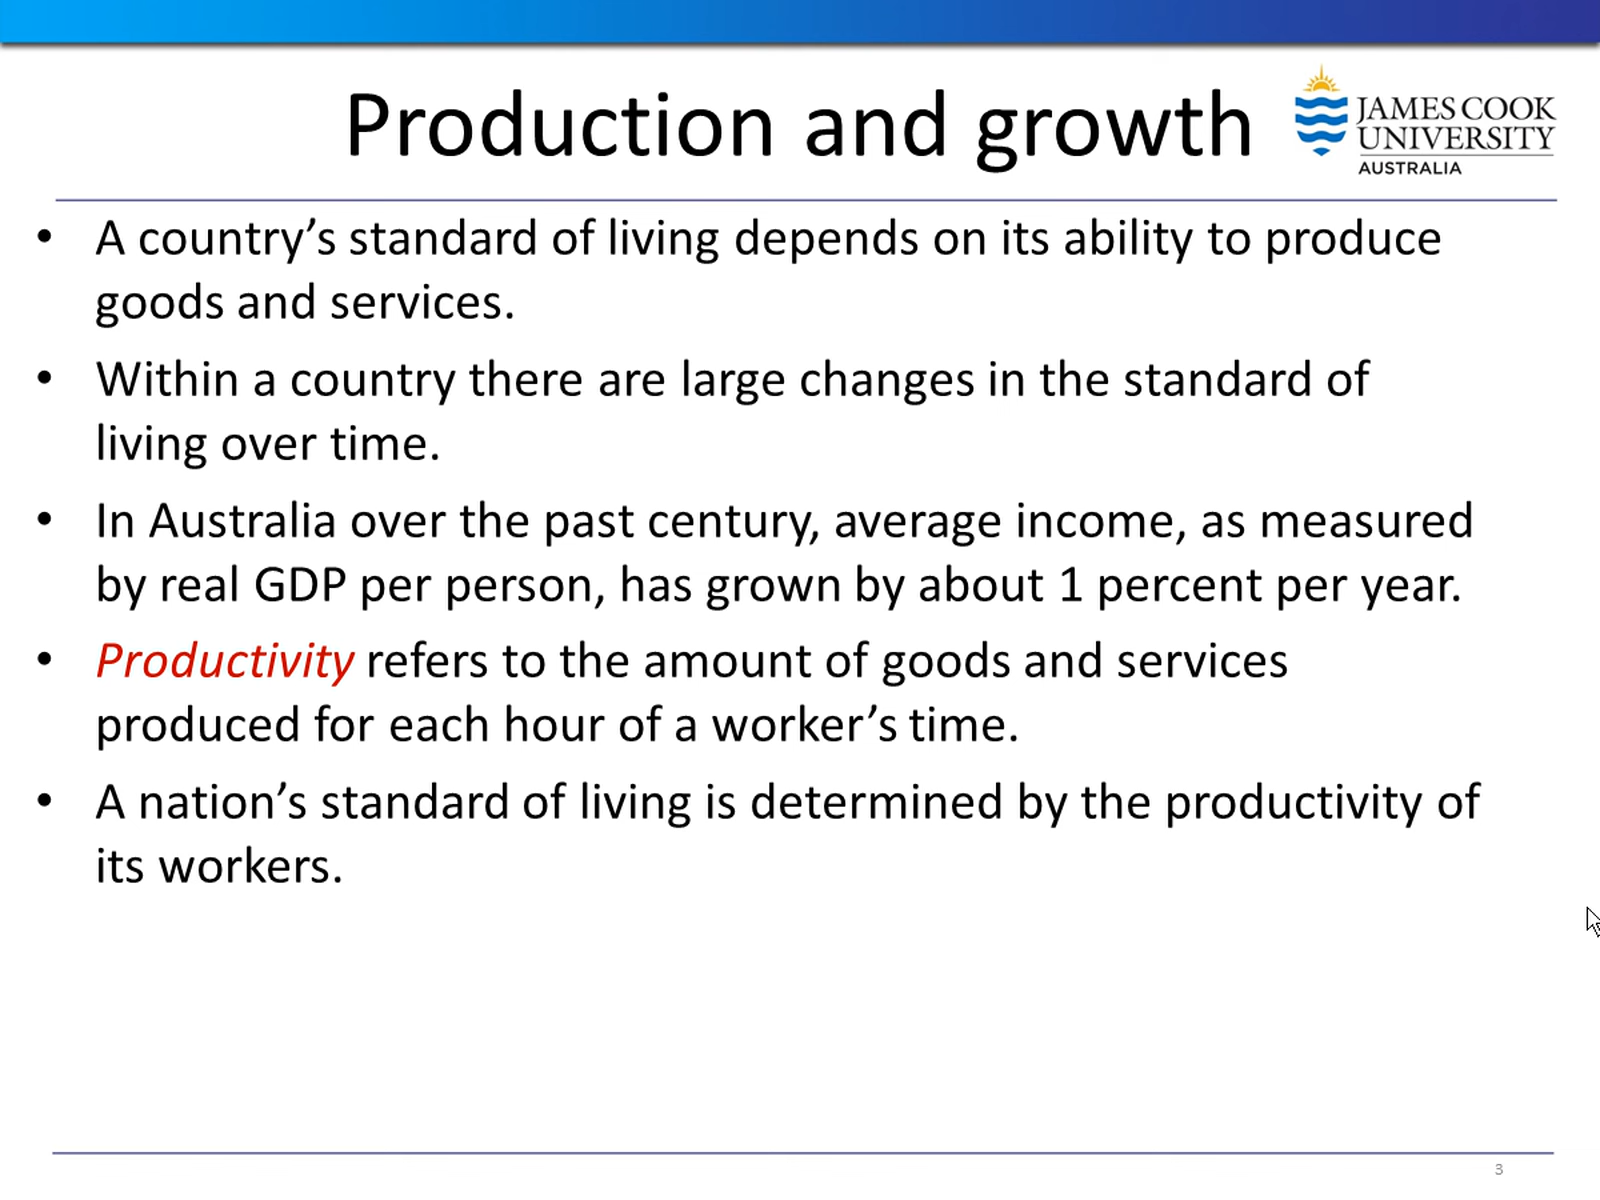 Production and growth
JAMES COOK
UNIVERSITY
AUSTRALIA
• A country’s standard of living depends on its ability to produce
goods and services.
• Within a country there are large changes in the standard of
living over time.
• In Australia over the past century, average income, as measured
by real GDP per person, has grown by about 1 percent per year.
• Productivity refers to the amount of goods and services
produced for each hour of a worker’s time.
• A nation’s standard of living is determined by the productivity of
its workers.
3